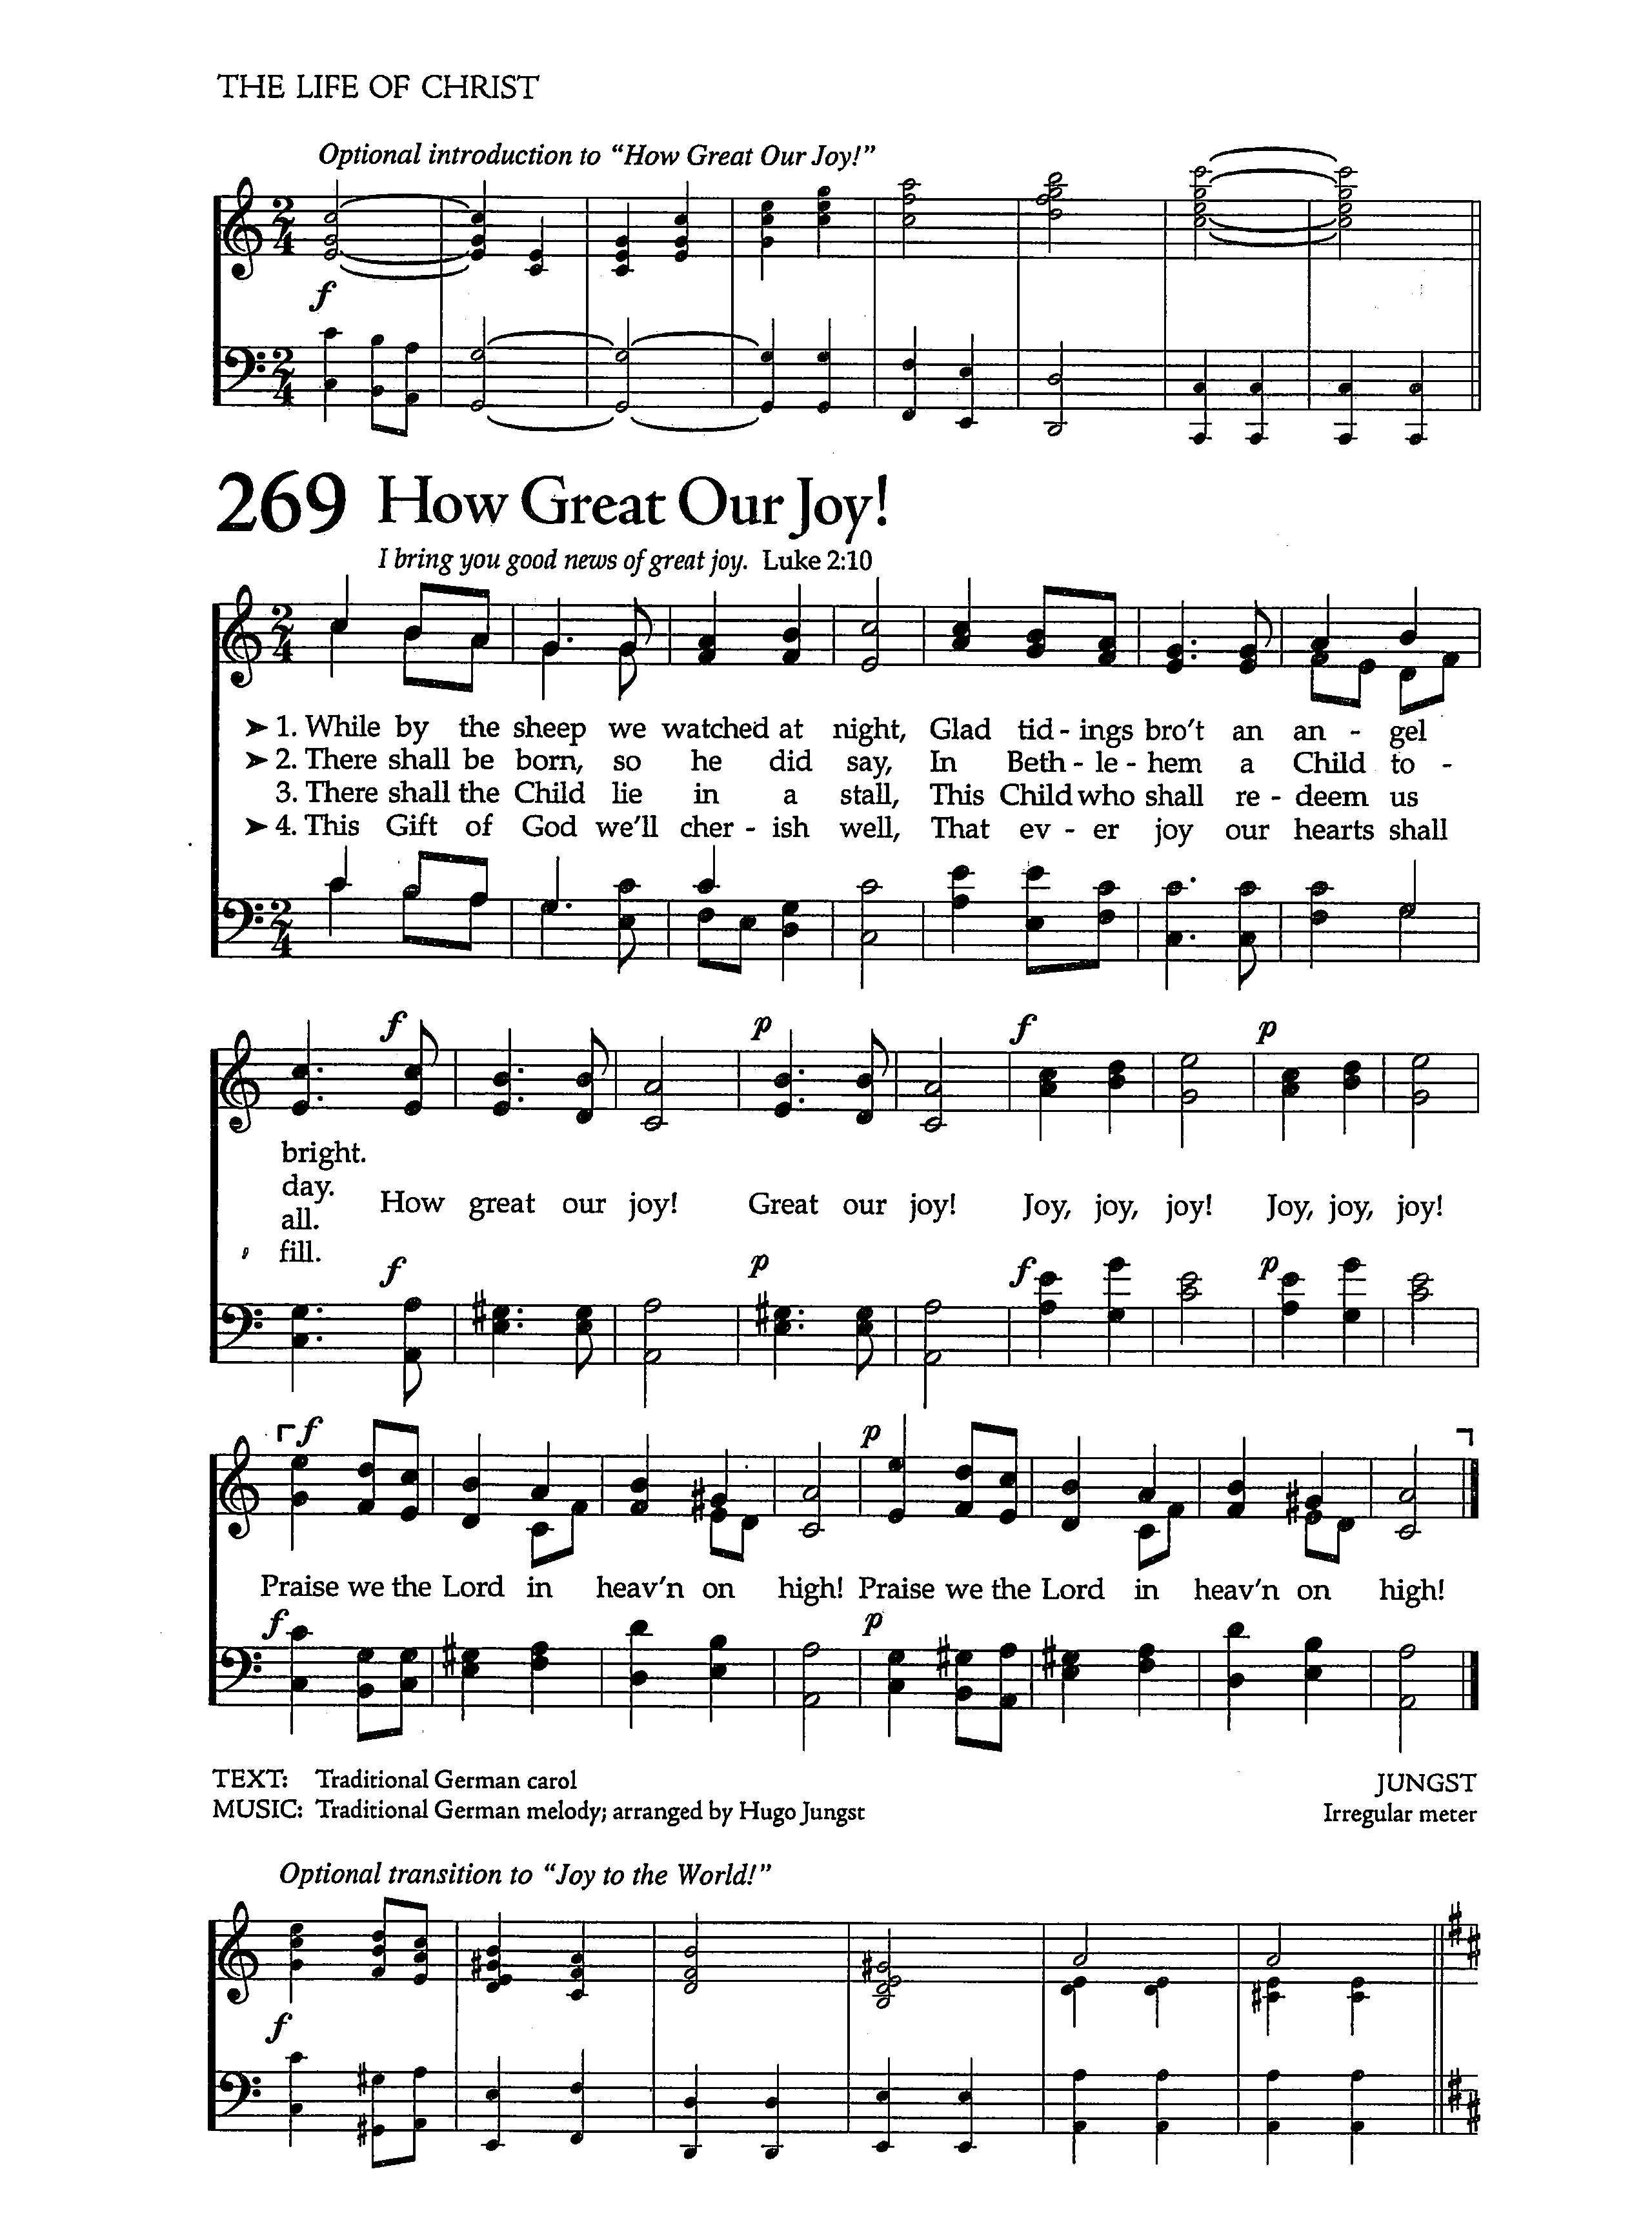 THE LIFE OF CHRIST
Optional introduction to “How Great Our Joy!”
f
269 How Great Our Joy!
I bring you good news of great joy. Luke 2:10
➤ 1. While by the sheep we watched at night, Glad tid - ings bro’t an an - gel
➤ 2. There shall be born, so he did say, In Beth - le - hem a Child to -
3. There shall the Child lie in a stall, This Child who shall re - deem us
➤ 4. This Gift of God we’ll cher - ish well, That ev - er joy our hearts shall
f p f p
bright.
day.
all.
fill.
How great our joy! Great our joy! Joy, joy, joy! Joy, joy, joy!
f p f p
f p
Praise we the Lord in heav’n on high! Praise we the Lord in heav’n on high!
f p
TEXT: Traditional German carol
MUSIC: Traditional German melody; arranged by Hugo Jungst
JUNGST
Irregular meter
Optional transition to “Joy to the World!”
f